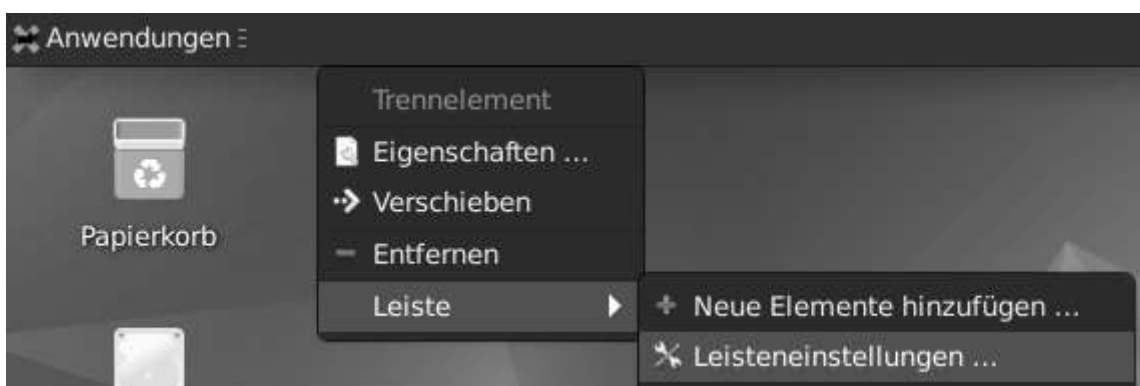 Anwendungen
Trennelement
Eigenschaften ...
Verschieben
Papierkorb
Entfernen
Leiste
Neue Elemente hinzufügen ...
Leisteneinstellungen ...